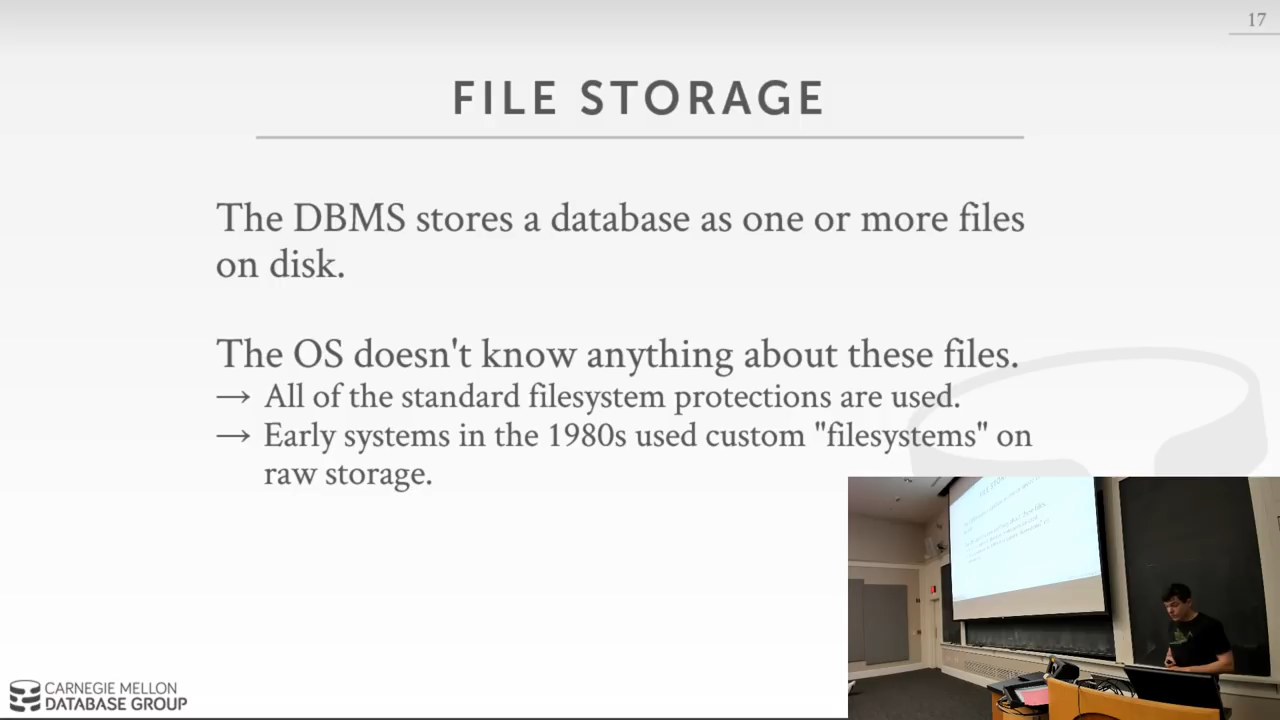 17
FILE STORAGE
The DBMS stores a database as one or more files
on disk.
The OS doesn't know anything about these files.
→ All of the standard filesystem protections are used.
→ Early systems in the 1980s used custom "filesystems" on
raw storage.
CARNEGIE MELLON
DATABASE GROUP